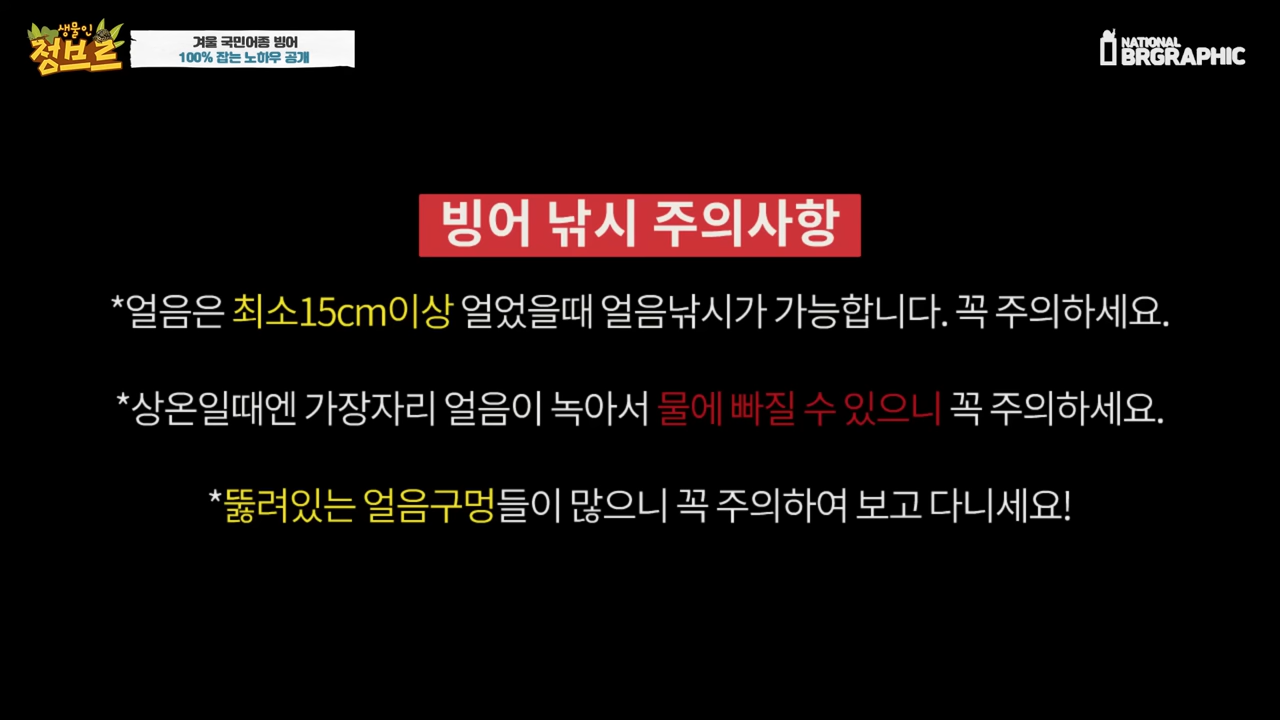 생물인
정브르
겨울 국민어종 빙어
100% 잡는 노하우 공개
NATIONAL
BRGRAPHIC
빙어 낚시 주의사항
*얼음은 최소15cm이상 얼었을때 얼음낚시가 가능합니다. 꼭 주의하세요.
*상온일때엔 가장자리 얼음이 녹아서 물에 빠질 수 있으니 꼭 주의하세요.
*뚫려있는 얼음구멍들이 많으니 꼭 주의하여 보고 다니세요!